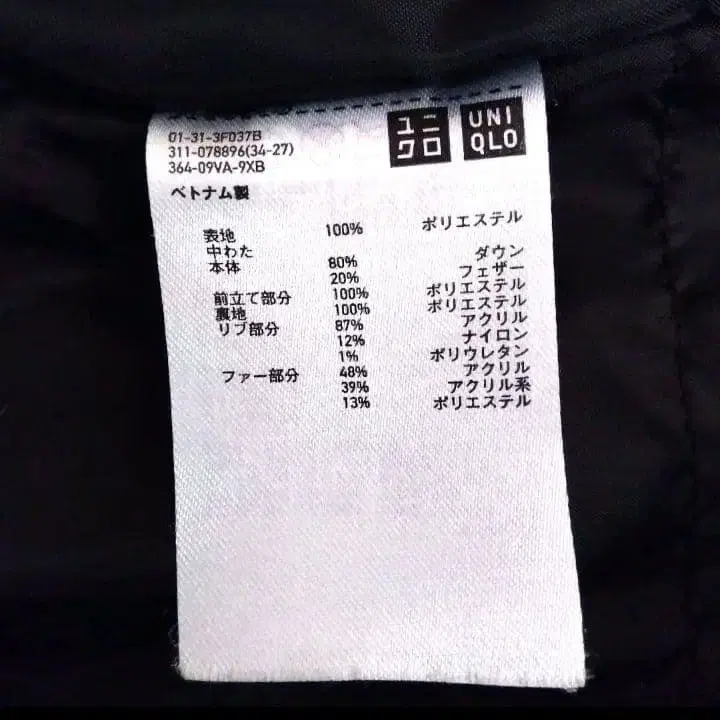 01-31-3F037B
311-078896(34-27)
364-09VA-9XB
ユニ
クロ
UNI
QLO
ベトナム製
表地 100% ポリエステル
中わた
本体 80% ダウン
20% フェザー
前立て部分 100% ポリエステル
裏地 100% ポリエステル
リブ部分 87% アクリル
12% ナイロン
1% ポリウレタン
ファー部分 48% アクリル
39% アクリル系
13% ポリエステル